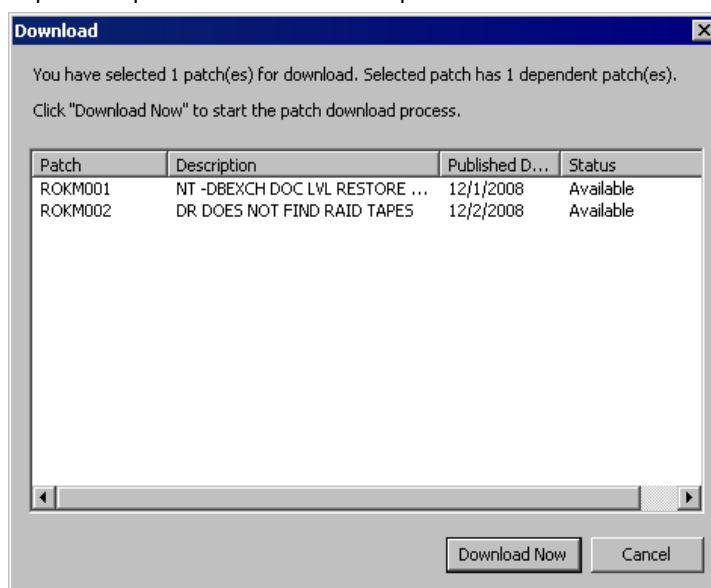 Download
You have selected 1 patch(es) for download. Selected patch has 1 dependent patch(es).
Click "Download Now" to start the patch download process.
Patch Description Published D... Status
ROKM001 NT -DBEXCH DOC LVL RESTORE ... 12/1/2008 Available
ROKM002 DR DOES NOT FIND RAID TAPES 12/2/2008 Available
Download Now Cancel